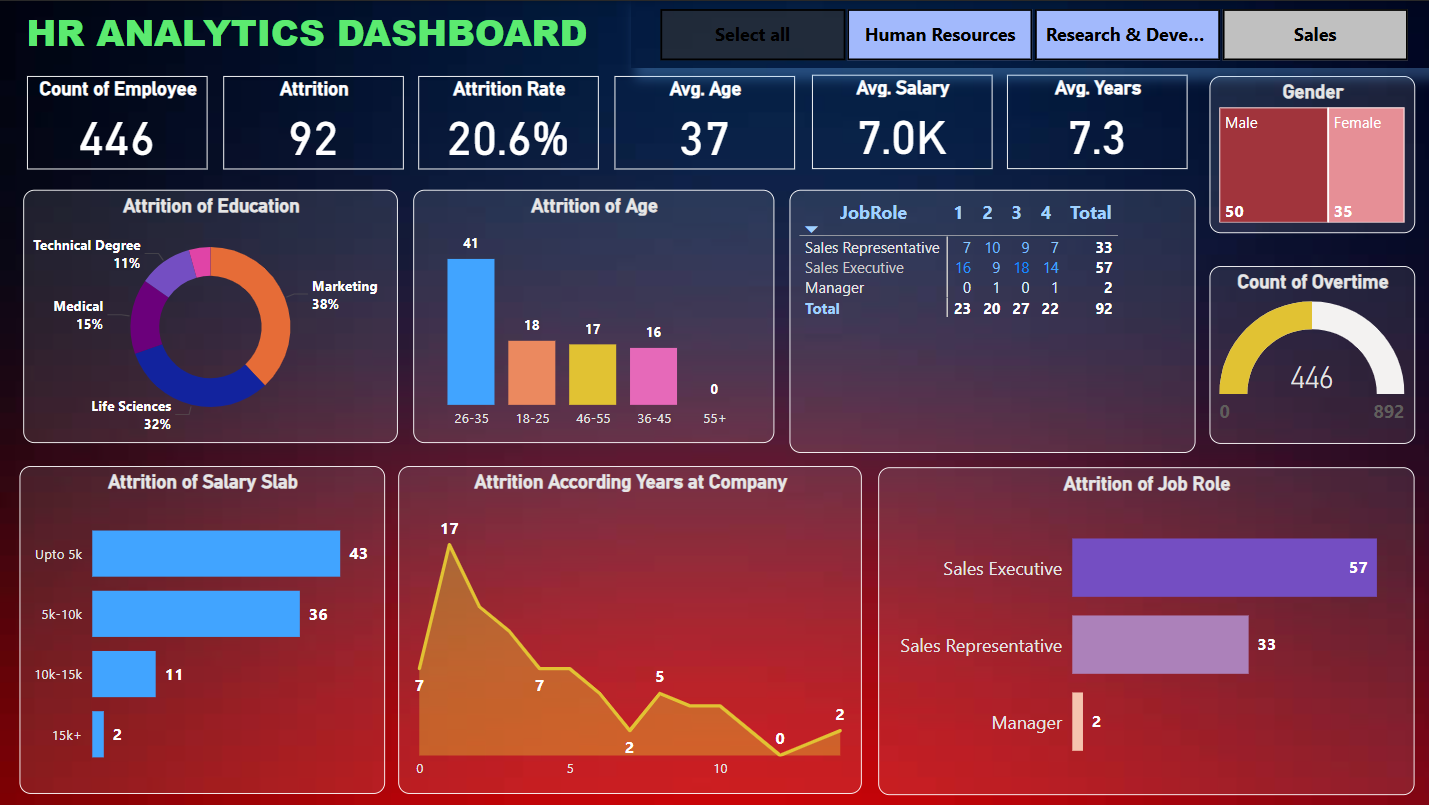 HR ANALYTICS DASHBOARD
Select all
Human Resources
Research & Deve...
Sales
Count of Employee
446
Attrition
92
Attrition Rate
20.6%
Avg. Age
37
Avg. Salary
7.0K
Avg. Years
7.3
Gender
Male
Female
50
35
Attrition of Education
Technical Degree
11%
Marketing
38%
Medical
15%
Life Sciences
32%
Attrition of Age
41
18
17
16
0
26-35 18-25 46-55 36-45 55+
JobRole 1 2 3 4 Total
Sales Representative 7 10 9 7 33
Sales Executive 16 9 18 14 57
Manager 0 1 0 1 2
Total 23 20 27 22 92
Count of Overtime
446
0 892
Attrition of Salary Slab
Upto 5k 43
5k-10k 36
10k-15k 11
15k+ 2
Attrition According Years at Company
17
7
7
2
5
0
2
0 5 10
Attrition of Job Role
Sales Executive 57
Sales Representative 33
Manager 2